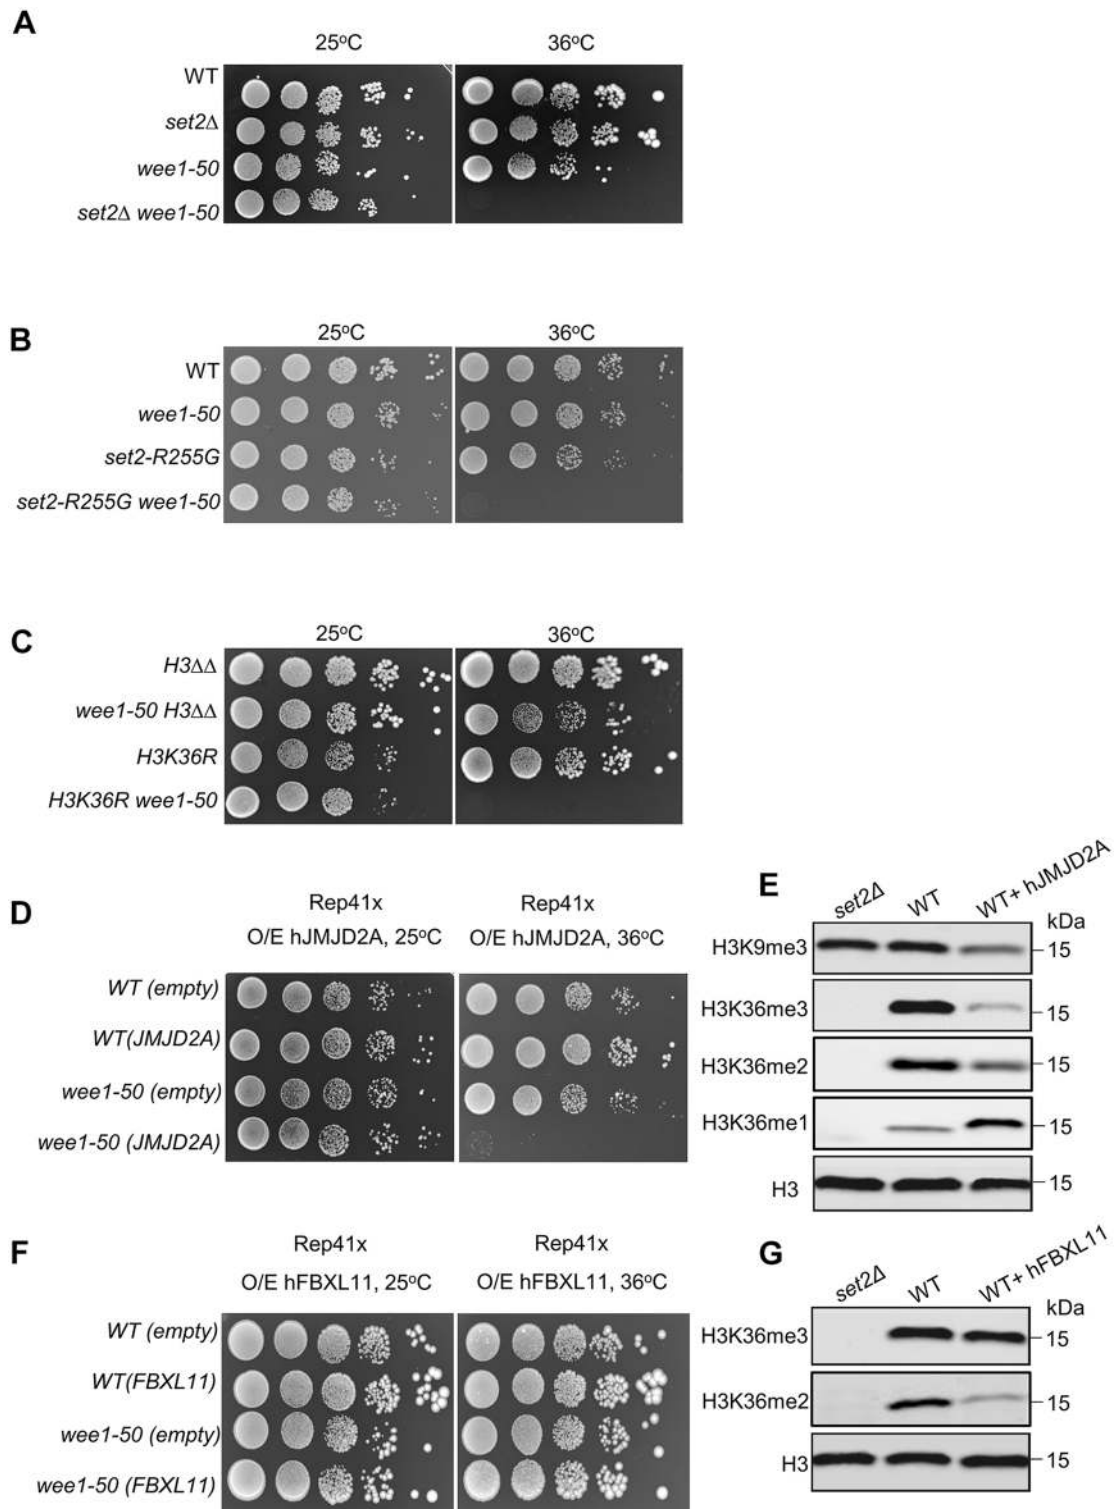 A
25°C
36°C
WT
set2Δ
wee1-50
set2Δ wee1-50
B
25°C
36°C
WT
wee1-50
set2-R255G
set2-R255G wee1-50
C
25°C
36°C
H3ΔΔ
wee1-50 H3ΔΔ
H3K36R
H3K36R wee1-50
D
Rep41x
O/E hJMJD2A, 25°C
Rep41x
O/E hJMJD2A, 36°C
WT (empty)
WT(JMJD2A)
wee1-50 (empty)
wee1-50 (JMJD2A)
E
set2Δ
WT
WT+ hJMJD2A
kDa
H3K9me3
15
H3K36me3
15
H3K36me2
15
H3K36me1
15
H3
15
F
Rep41x
O/E hFBXL11, 25°C
Rep41x
O/E hFBXL11, 36°C
WT (empty)
WT(FBXL11)
wee1-50 (empty)
wee1-50 (FBXL11)
G
set2Δ
WT
WT+ hFBXL11
kDa
H3K36me3
15
H3K36me2
15
H3
15